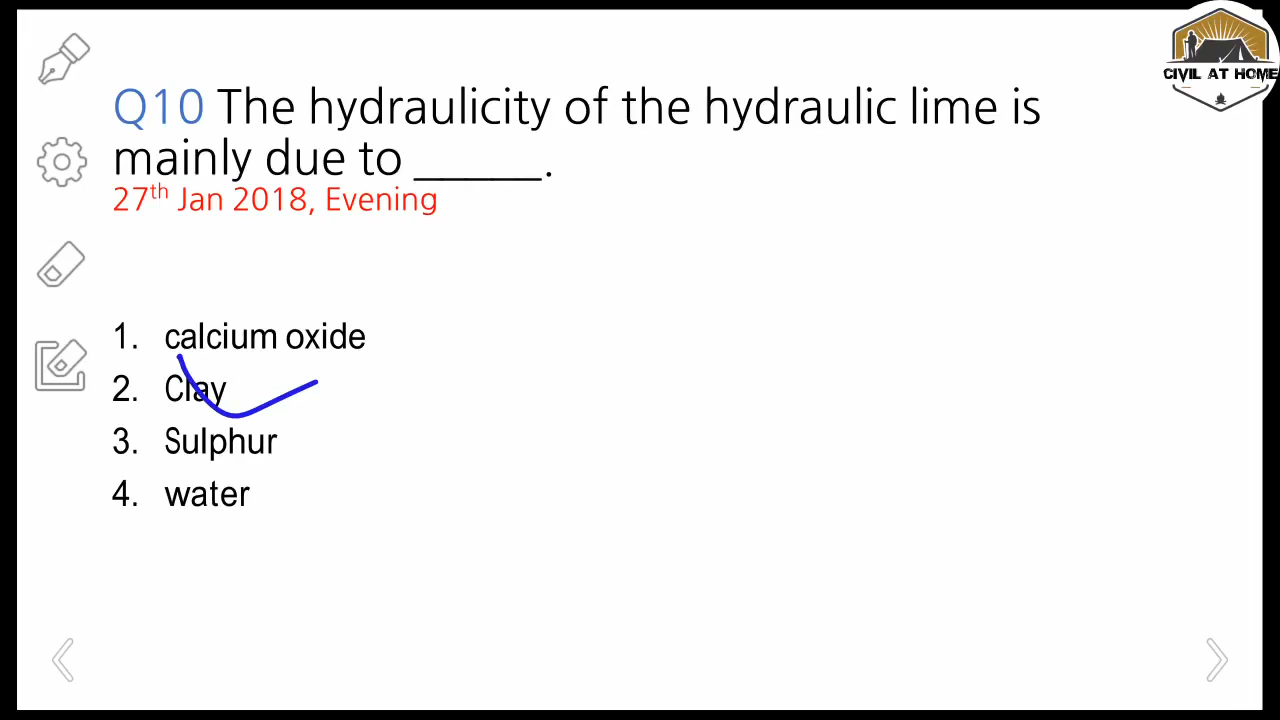 CIVIL AT HOME
Q10 The hydraulicity of the hydraulic lime is
mainly due to ______.
27th Jan 2018, Evening
1. calcium oxide
2. Clay
3. Sulphur
4. water